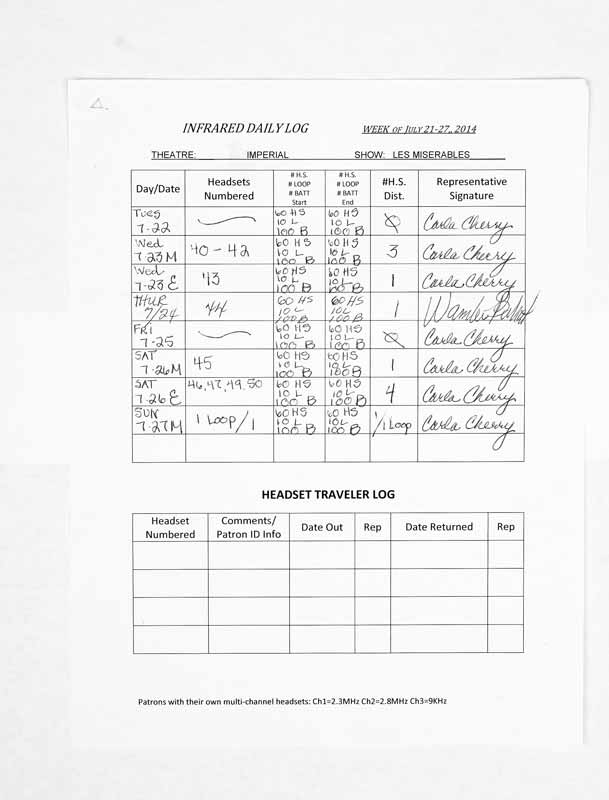 INFRARED DAILY LOG WEEK OF JULY 21-27, 2014
THEATRE: IMPERIAL SHOW: LES MISERABLES
Day/Date Headsets Numbered # H.S. # LOOP # BATT Start # H.S. # LOOP # BATT End #H.S. Dist. Representative Signature
Tues 7-22 60 HS 10 L 100 B 60 HS 10 L 100 B Ø Carla Cherry
Wed 7-23M 40-42 60 HS 10 L 100 B 60 HS 10 L 100 B 3 Carla Cherry
Wed 7-23 E 43 60 HS 10 L 100 B 60 HS 10 L 100 B 1 Carla Cherry
THUR 7/24 44 60 HS 10 L 100 B 60 HS 10L 100 B 1
FRI 7-25 60 HS 10 L 100 B 60 HS 10 L 100 B Ø Carla Cherry
SAT 7-26M 45 60 HS 10 L 100 B 60 HS 10 L 100 B 1 Carla Cherry
SAT 7-26 E 46,47,49,50 60 HS 10 L 100 B 60 HS 10 L 100 B 4 Carla Cherry
SUN 7-27M 1 LOOP/1 60 HS 10 L 100 B 60 HS 10L 100 B 1/1 LOOP Carla Cherry
HEADSET TRAVELER LOG
Headset Numbered Comments/ Patron ID Info Date Out Rep Date Returned Rep
Patrons with their own multi-channel headsets: Ch1=2.3MHz Ch2=2.8MHz Ch3=9KHz